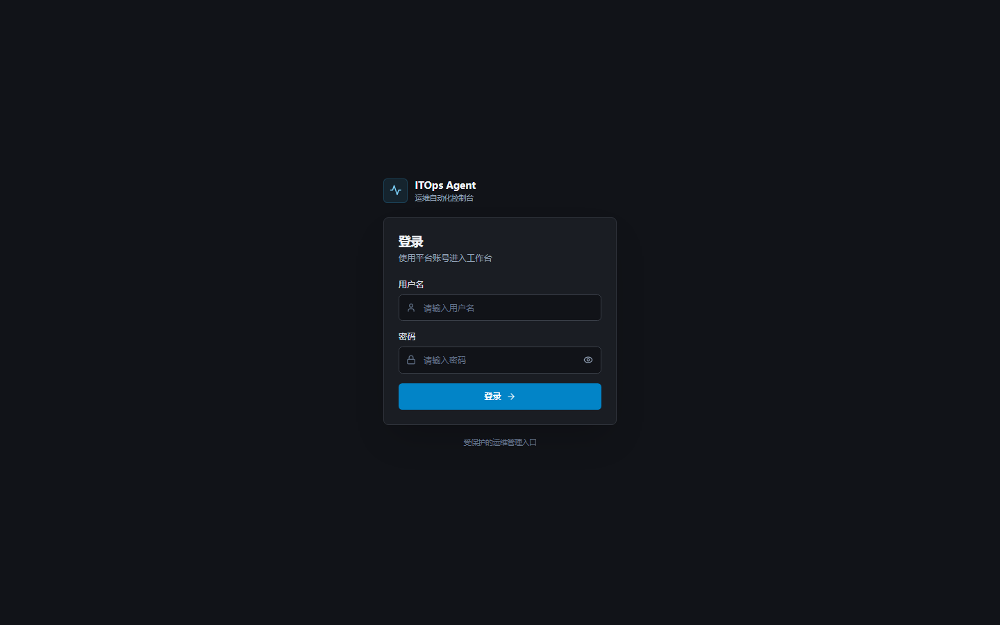 ITOps Agent
运维自动化控制台
登录
使用平台账号进入工作台
用户名
请输入用户名
密码
请输入密码
登录
受保护的运维管理入口